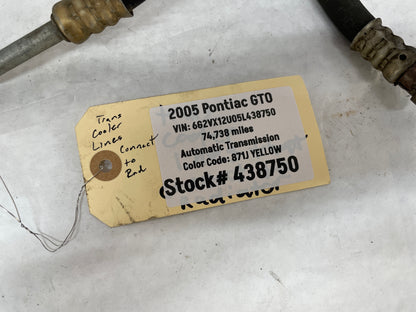 Trans
Cooler
Lines
Connect
to
Rad
2005 Pontiac GTO
VIN: 6G2VX12U05L438750
74,738 miles
Automatic Transmission
Color Code: 871J YELLOW
Stock# 438750